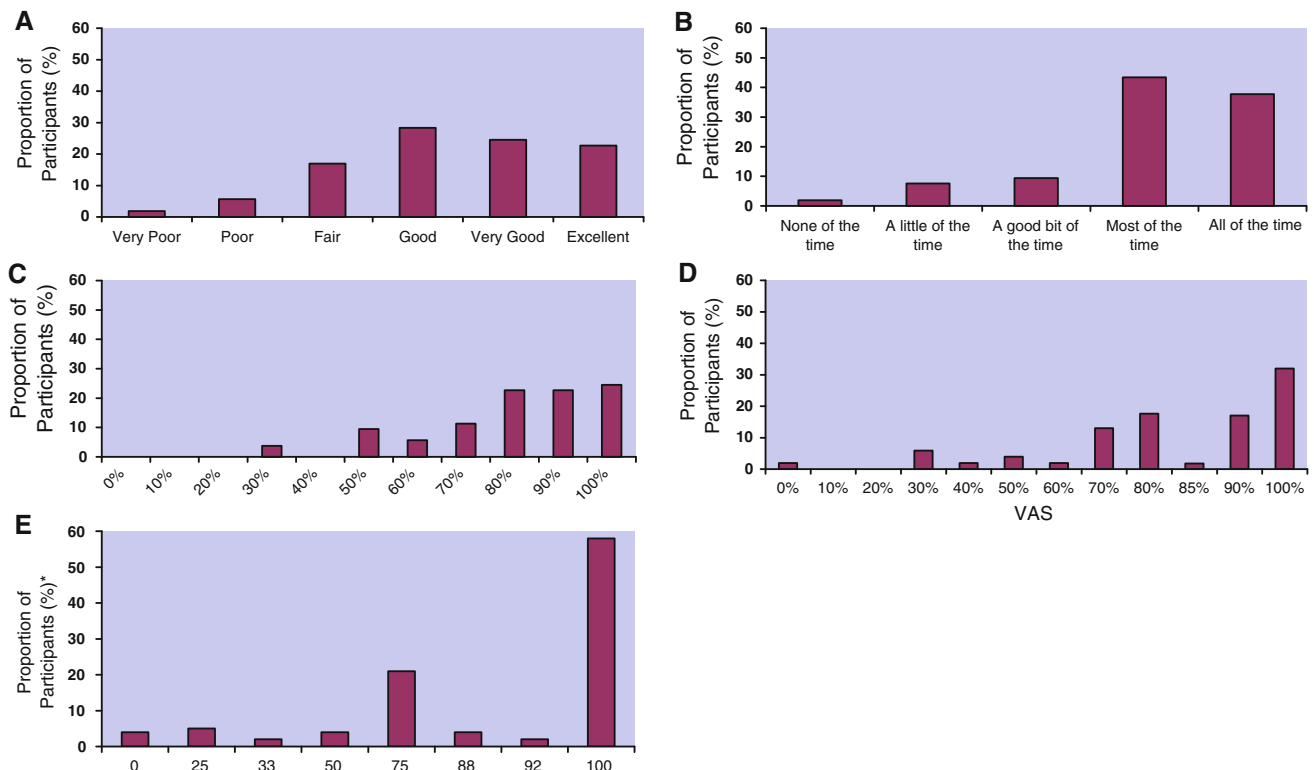 A
Proportion of
Participants (%)
60
50
40
30
20
10
0
Very Poor Poor Fair Good Very Good Excellent
B
Proportion of
Participants (%)
60
50
40
30
20
10
0
None of the A little of the A good bit of Most of the All of the time
time time the time time
C
Proportion of
Participants (%)
60
50
40
30
20
10
0
0% 10% 20% 30% 40% 50% 60% 70% 80% 90% 100%
D
Proportion of
Participants (%)
60
50
40
30
20
10
0
0% 10% 20% 30% 40% 50% 60% 70% 80% 85% 90% 100%
VAS
E
Proportion of
Participants (%)*
60
50
40
30
20
10
0
0 25 33 50 75 88 92 100